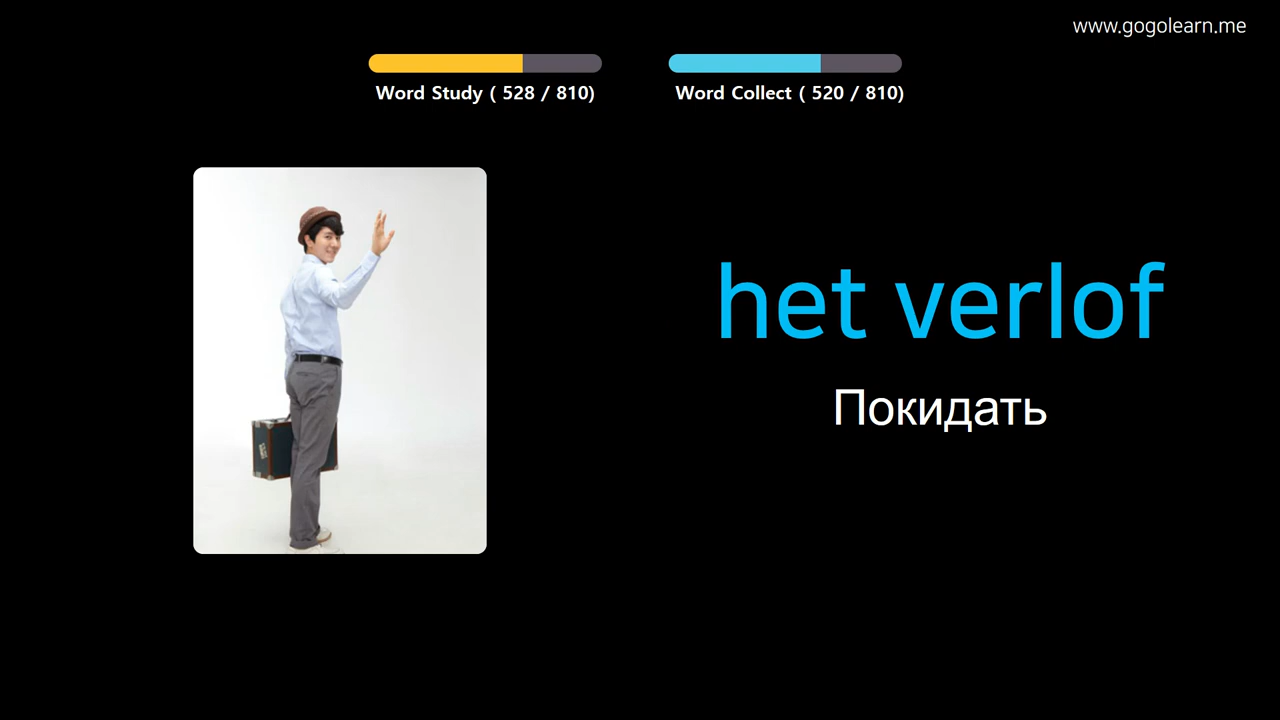 www.gogolearn.me
Word Study ( 528 / 810)
Word Collect ( 520 / 810)
het verlof
Покидать